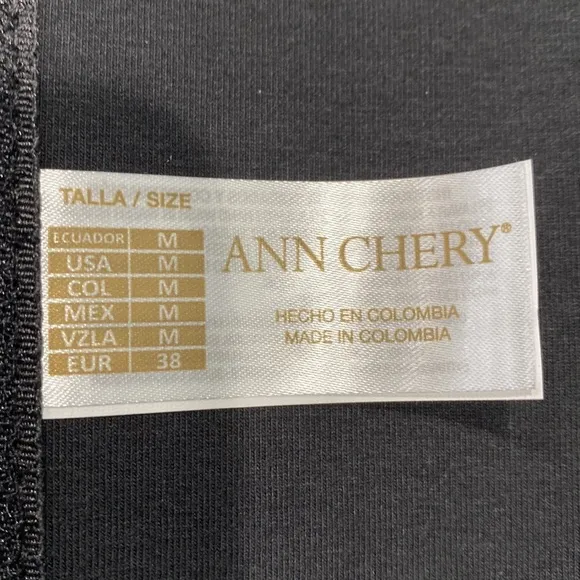 TALLA / SIZE
ECUADOR M
USA M
COL M
MEX M
VZLA M
EUR 38
ANN CHERY®
HECHO EN COLOMBIA
MADE IN COLOMBIA